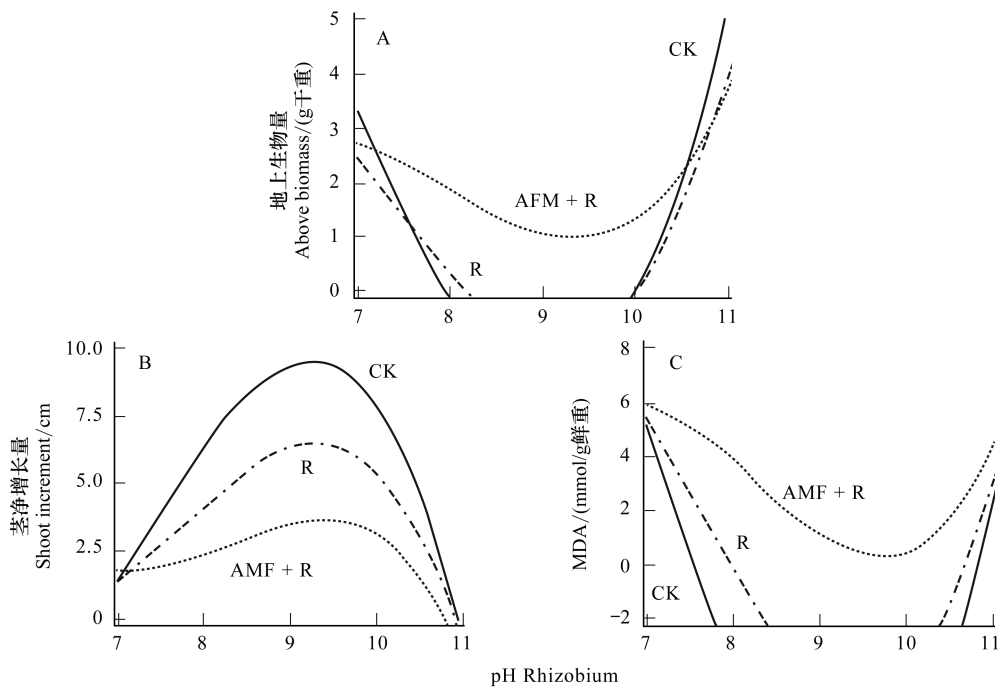 5
A
CK
4
3
地上生物量
Above biomass/(g干重)
2
AFM + R
1
R
0
7
8
9
10
11
10.0
B
CK
7.5
茎净增长量
Shoot increment/cm
R
5.0
2.5
AMF + R
0
7
8
9
10
11
8
C
6
4
MDA/(mmol/g鲜重)
AMF + R
2
R
0
CK
−2
7
8
9
10
11
pH Rhizobium